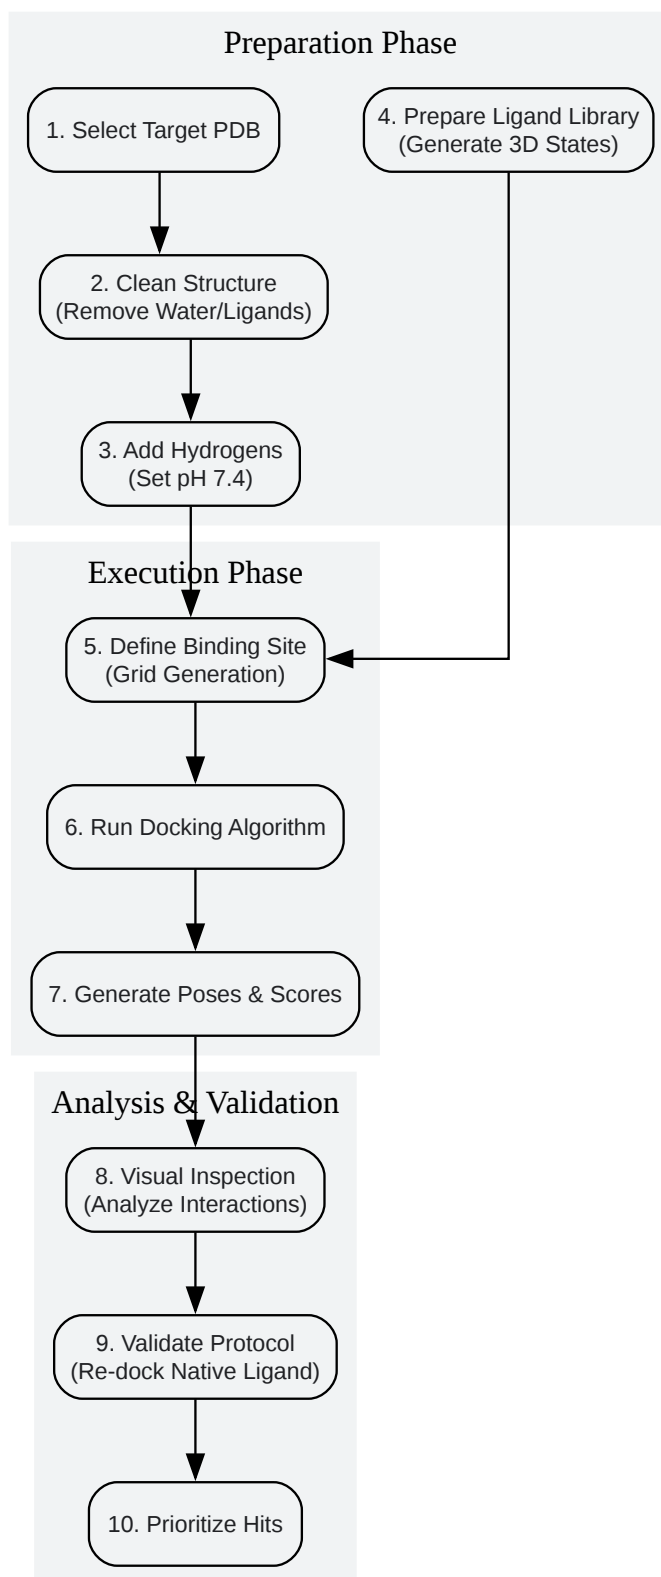 Preparation Phase
1. Select Target PDB
4. Prepare Ligand Library
(Generate 3D States)
2. Clean Structure
(Remove Water/Ligands)
3. Add Hydrogens
(Set pH 7.4)
Execution Phase
5. Define Binding Site
(Grid Generation)
6. Run Docking Algorithm
7. Generate Poses & Scores
Analysis & Validation
8. Visual Inspection
(Analyze Interactions)
9. Validate Protocol
(Re-dock Native Ligand)
10. Prioritize Hits